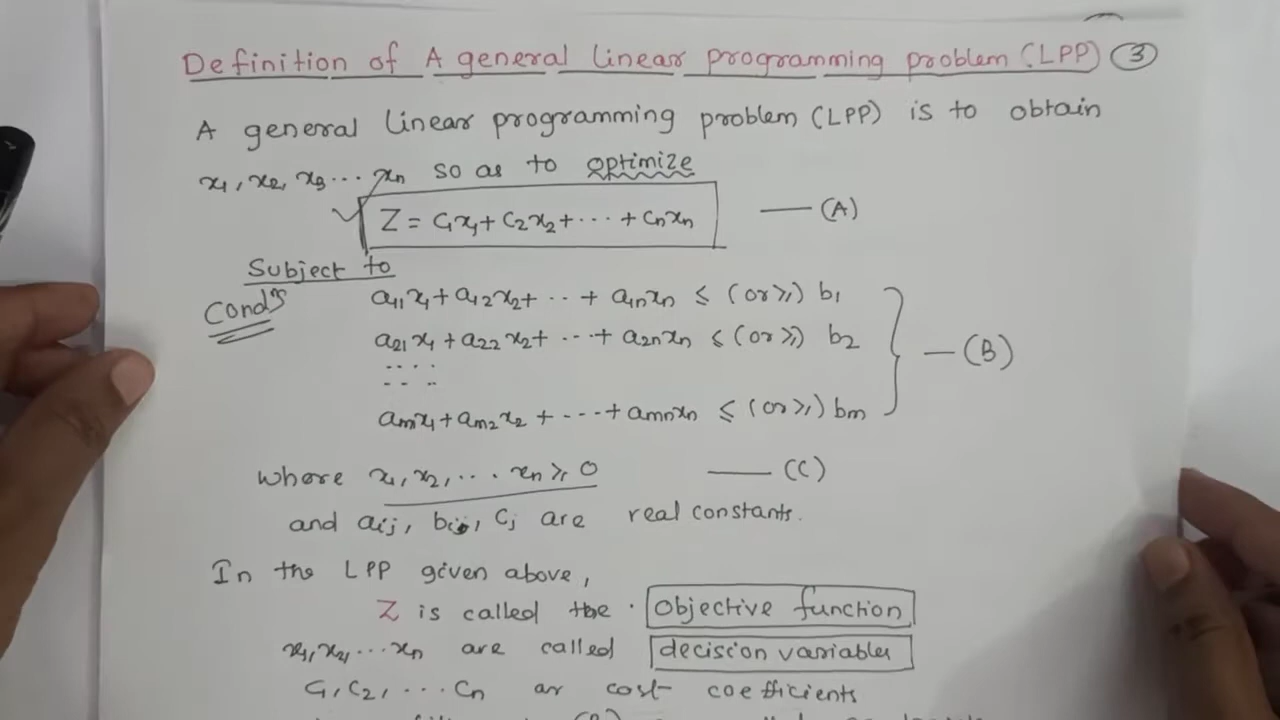 Definition of A general linear programming problem (LPP) ③
A general linear programming problem (LPP) is to obtain
x₁, x₂, x₃ ... xₙ so as to optimize
Z = c₁x₁ + c₂x₂ + ... + cₙxₙ — (A)
Subject to
Condⁿs
a₁₁x₁ + a₁₂x₂ + ... + a₁ₙxₙ ≤ (or ≥) b₁
a₂₁x₁ + a₂₂x₂ + ... + a₂ₙxₙ ≤ (or ≥) b₂ — (B)
....
- - - -
aₘ₁x₁ + aₘ₂x₂ + ... + aₘₙxₙ ≤ (or ≥) bₘ
where x₁, x₂, ... xₙ ≥ 0 — (C)
and aᵢⱼ, bᵢ, cⱼ are real constants.
In the LPP given above,
Z is called the objective function
x₁, x₂, ... xₙ are called decision variables
c₁, c₂, ... cₙ ar cost coefficients